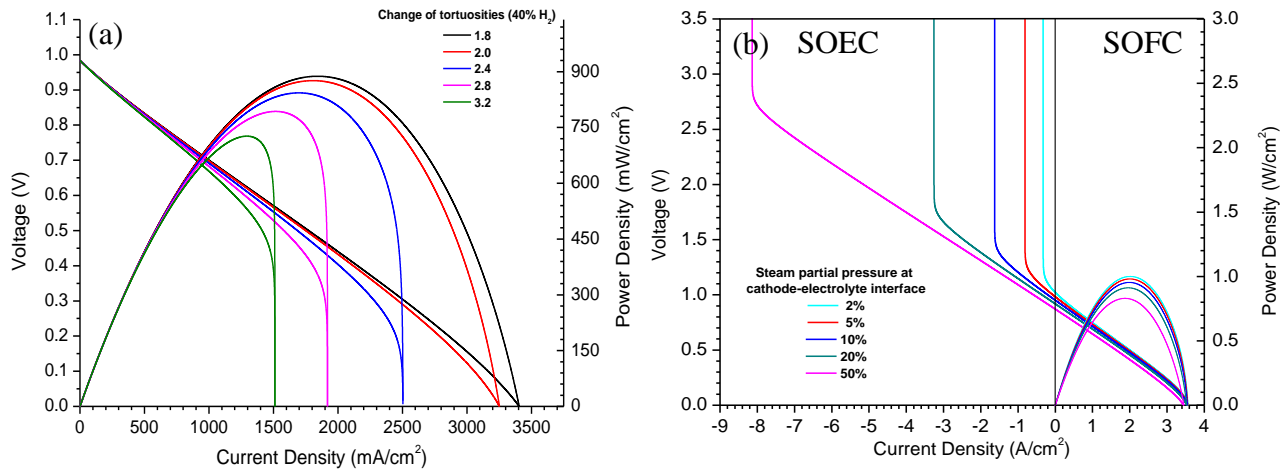 (a)
Change of tortuosities (40% H2)
1.8
2.0
2.4
2.8
3.2
1.1
1.0
0.9
0.8
0.7
0.6
0.5
0.4
0.3
0.2
0.1
0.0
Voltage (V)
900
750
600
450
300
150
0
Power Density (mW/cm2)
0 500 1000 1500 2000 2500 3000 3500
Current Density (mA/cm2)
(b)
SOEC
SOFC
3.5
3.0
2.5
2.0
1.5
1.0
0.5
0.0
Voltage (V)
Steam partial pressure at
cathode-electrolyte interface
2%
5%
10%
20%
50%
3.0
2.5
2.0
1.5
1.0
0.5
0.0
Power Density (W/cm2)
-9 -8 -7 -6 -5 -4 -3 -2 -1 0 1 2 3 4
Current Density (A/cm2)